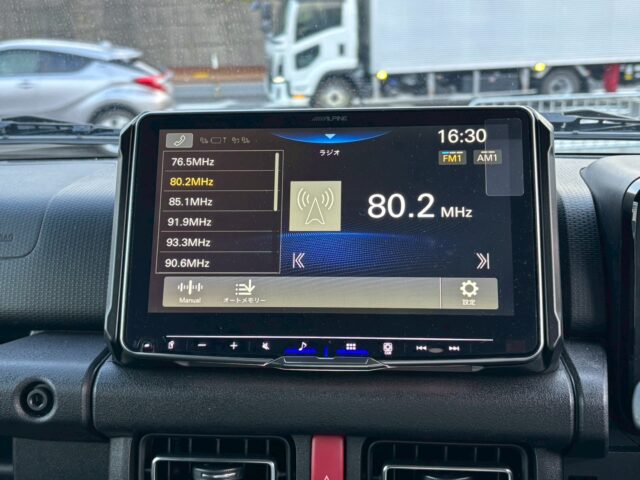 ALPINE
16:30
ラジオ
FM1 AM1
76.5MHz
80.2MHz
85.1MHz
91.9MHz
93.3MHz
90.6MHz
80.2 MHz
Manual
オートメモリー
設定